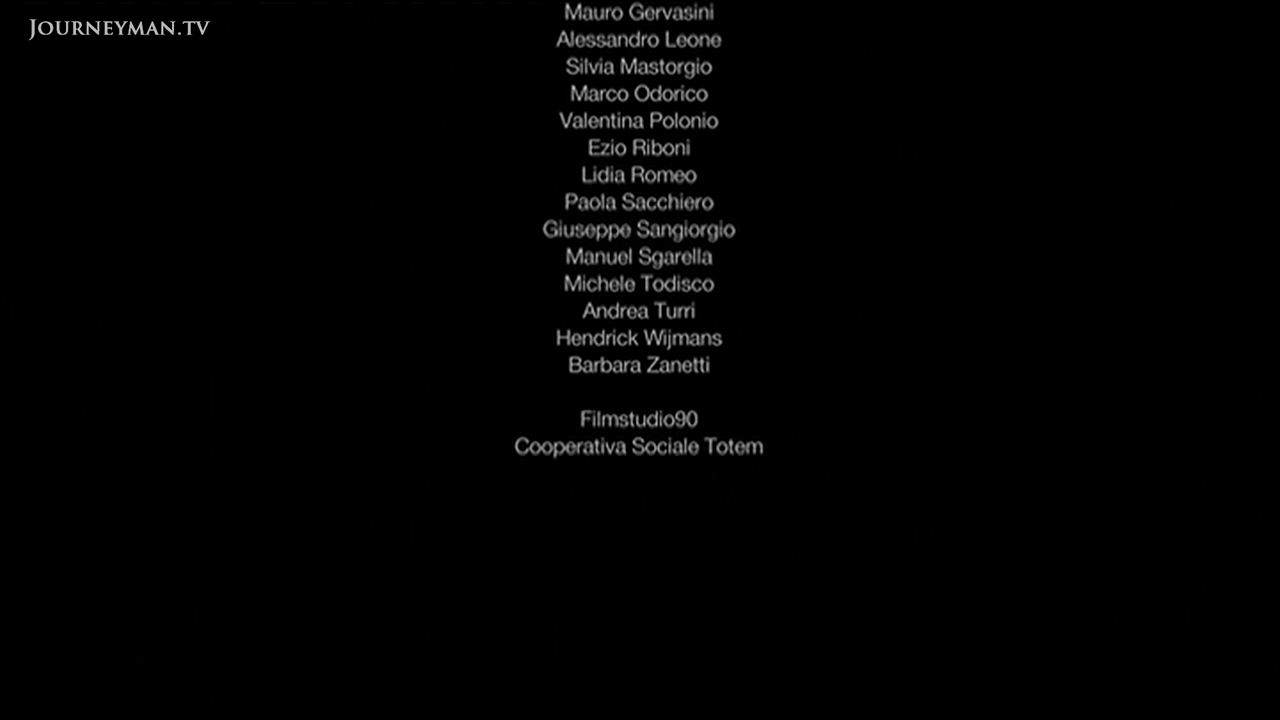 JOURNEYMAN.TV
Mauro Gervasini
Alessandro Leone
Silvia Mastorgio
Marco Odorico
Valentina Polonio
Ezio Riboni
Lidia Romeo
Paola Sacchiero
Giuseppe Sangiorgio
Manuel Sgarella
Michele Todisco
Andrea Turri
Hendrick Wijmans
Barbara Zanetti
Filmstudio90
Cooperativa Sociale Totem